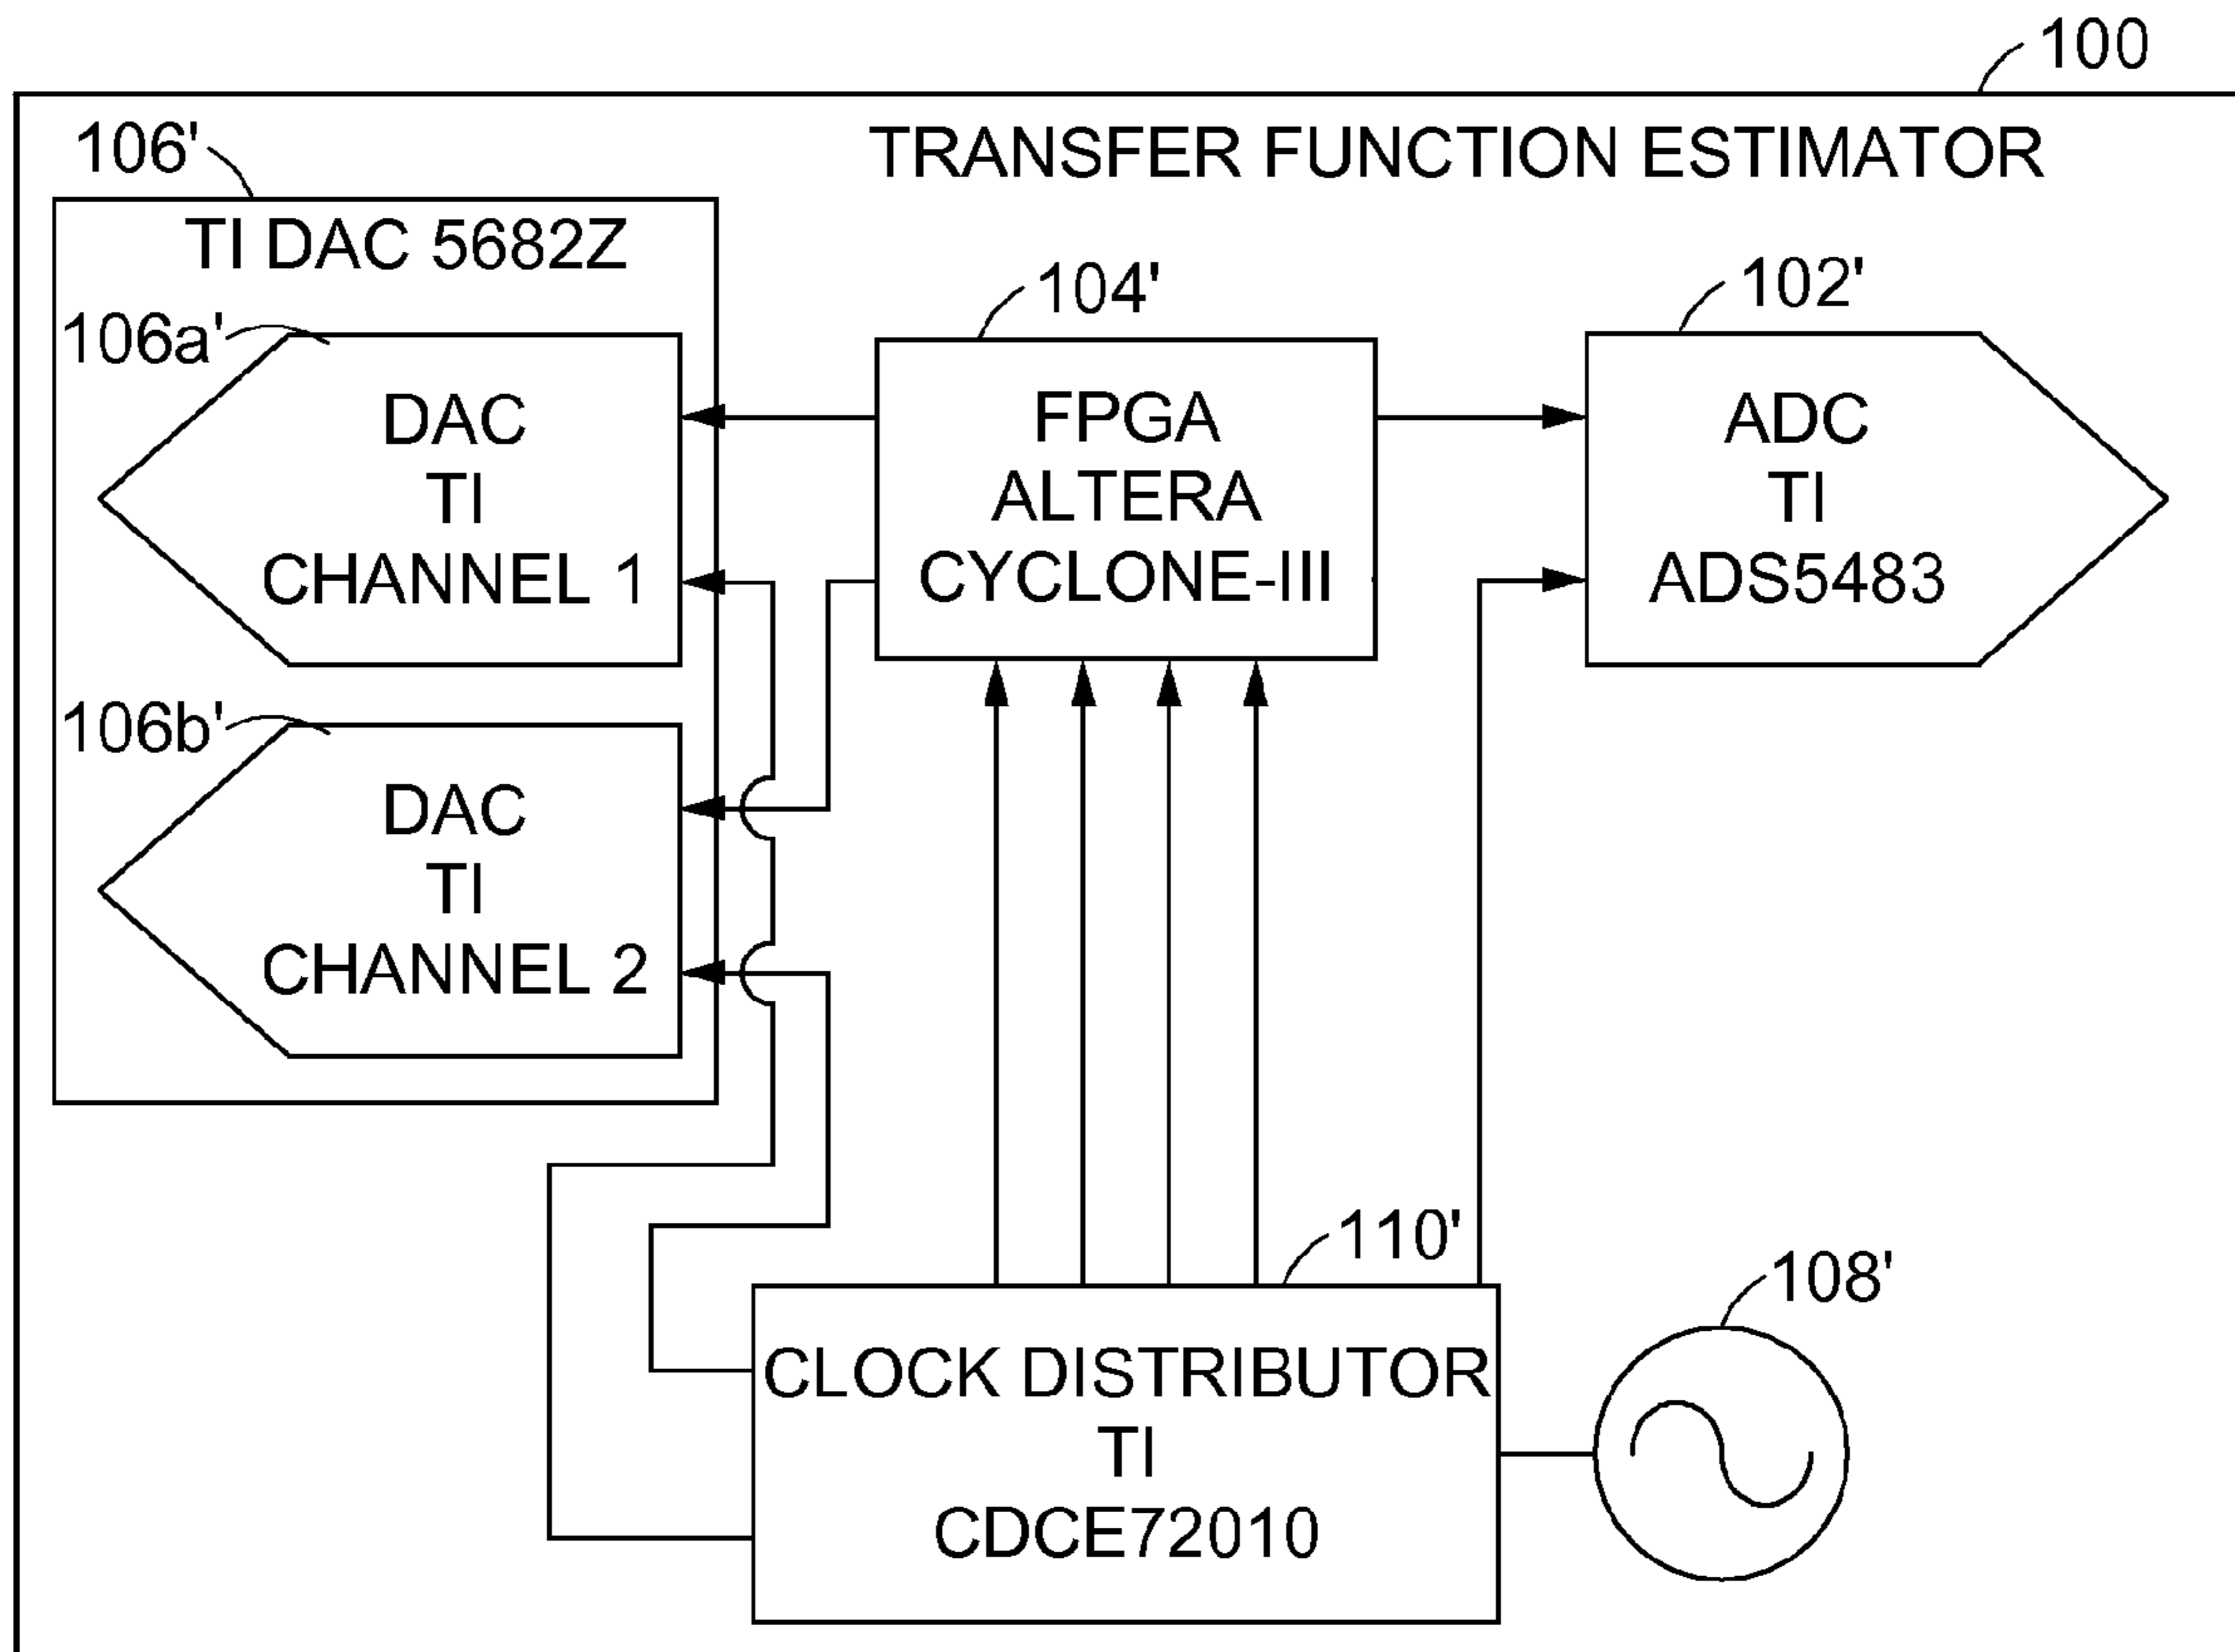 100
TRANSFER FUNCTION ESTIMATOR
106'
TI DAC 5682Z
106a'
DAC
TI
CHANNEL 1
106b'
DAC
TI
CHANNEL 2
104'
FPGA
ALTERA
CYCLONE-III
102'
ADC
TI
ADS5483
110'
CLOCK DISTRIBUTOR
TI
CDCE72010
108'